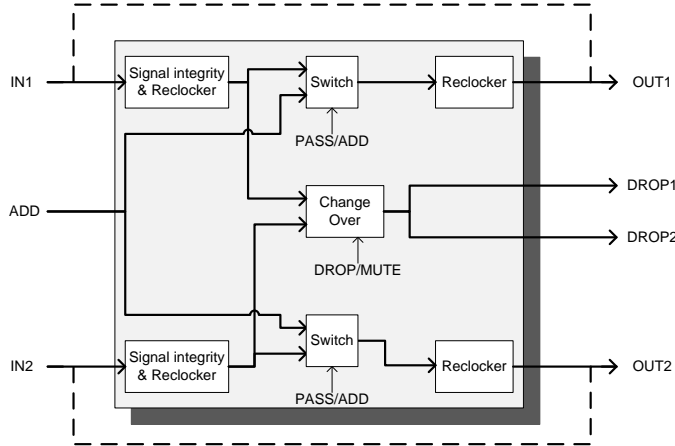 IN1
Signal integrity
& Reclocker
Switch
Reclocker
OUT1
PASS/ADD
ADD
Change
Over
DROP1
DROP2
DROP/MUTE
IN2
Signal integrity
& Reclocker
Switch
Reclocker
OUT2
PASS/ADD